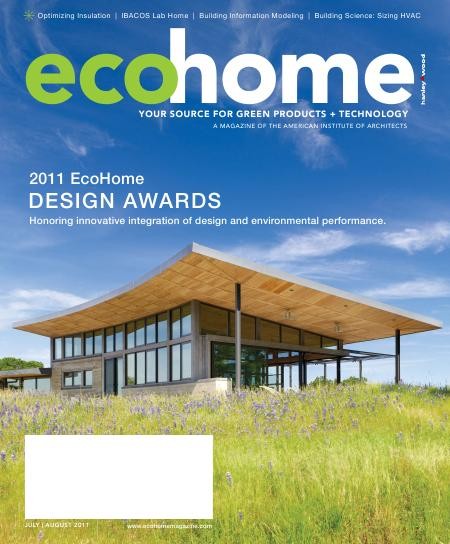 Optimizing Insulation | IBACOS Lab Home | Building Information Modeling | Building Science: Sizing HVAC
ecohome
hanley wood
YOUR SOURCE FOR GREEN PRODUCTS + TECHNOLOGY
A MAGAZINE OF THE AMERICAN INSTITUTE OF ARCHITECTS
2011 EcoHome
DESIGN AWARDS
Honoring innovative integration of design and environmental performance.
JULY | AUGUST 2011 www.ecohomemagazine.com